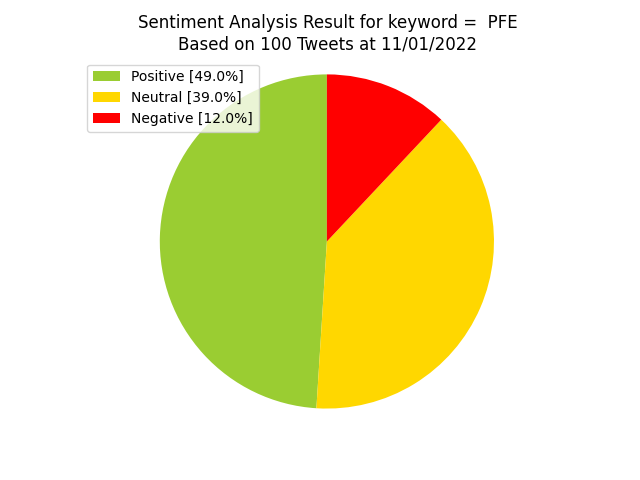 Sentiment Analysis Result for keyword =  PFE
Based on 100 Tweets at 11/01/2022
Positive [49.0%]
Neutral [39.0%]
Negative [12.0%]